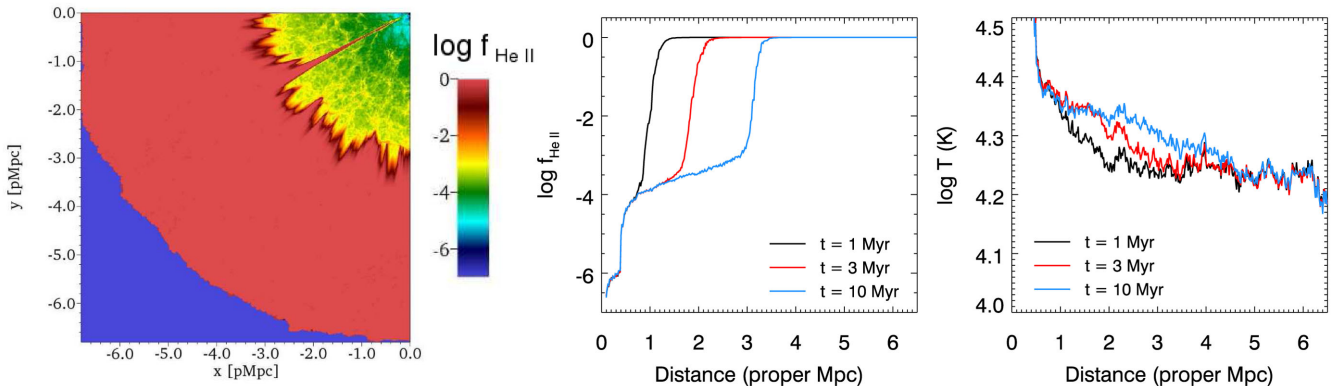 0.0
-1.0
-2.0
-3.0
-4.0
-5.0
-6.0
y [pMpc]
-6.0 -5.0 -4.0 -3.0 -2.0 -1.0 0.0
x [pMpc]
log f He II
0
-2
-4
-6
log f He II
0
-2
-4
-6
t = 1 Myr
t = 3 Myr
t = 10 Myr
0 1 2 3 4 5 6
Distance (proper Mpc)
log T (K)
4.5
4.4
4.3
4.2
4.1
4.0
t = 1 Myr
t = 3 Myr
t = 10 Myr
0 1 2 3 4 5 6
Distance (proper Mpc)